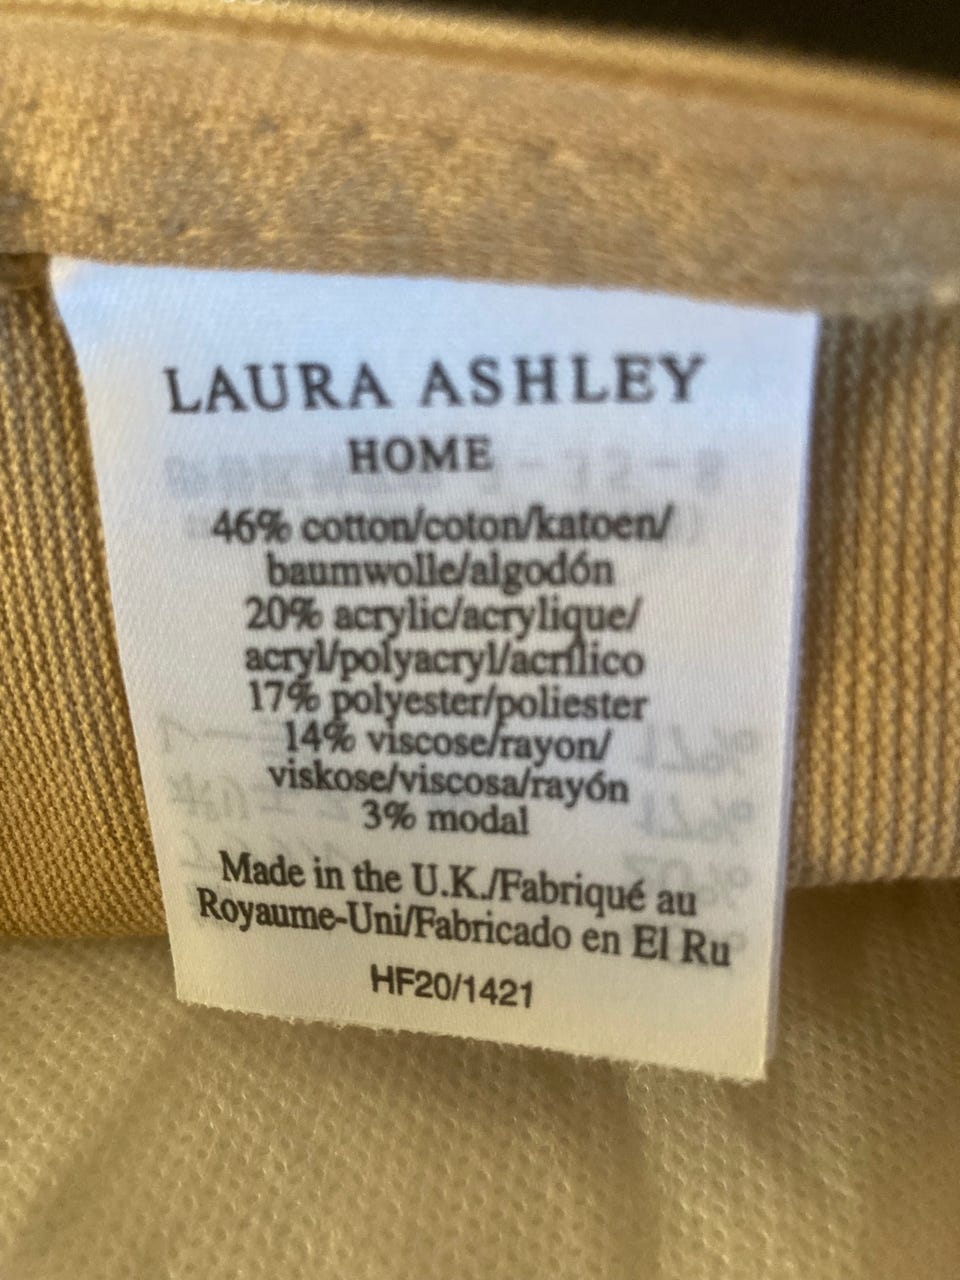 LAURA ASHLEY
HOME
46% cotton/coton/katoen/
baumwolle/algodón
20% acrylic/acrylique/
acryl/polyacryl/acrílico
17% polyester/poliester
14% viscose/rayon/
viskose/viscosa/rayón
3% modal
Made in the U.K./Fabriqué au
Royaume-Uni/Fabricado en El Ru
HF20/1421